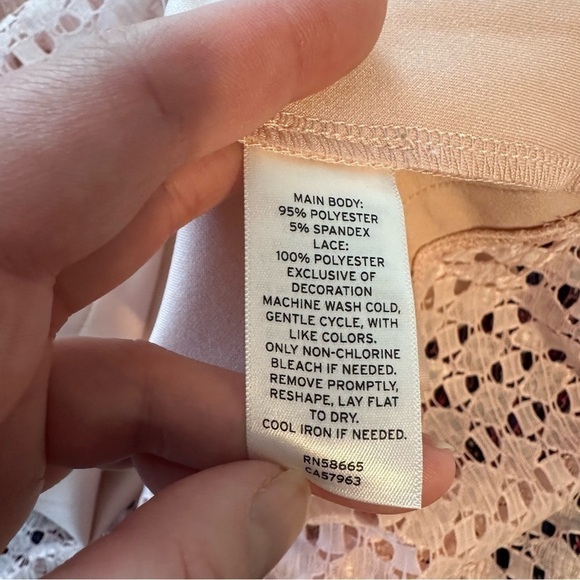 MAIN BODY:
95% POLYESTER
5% SPANDEX
LACE:
100% POLYESTER
EXCLUSIVE OF
DECORATION
MACHINE WASH COLD,
GENTLE CYCLE, WITH
LIKE COLORS.
ONLY NON-CHLORINE
BLEACH IF NEEDED.
REMOVE PROMPTLY,
RESHAPE, LAY FLAT
TO DRY.
COOL IRON IF NEEDED.
RN58665
CA57963